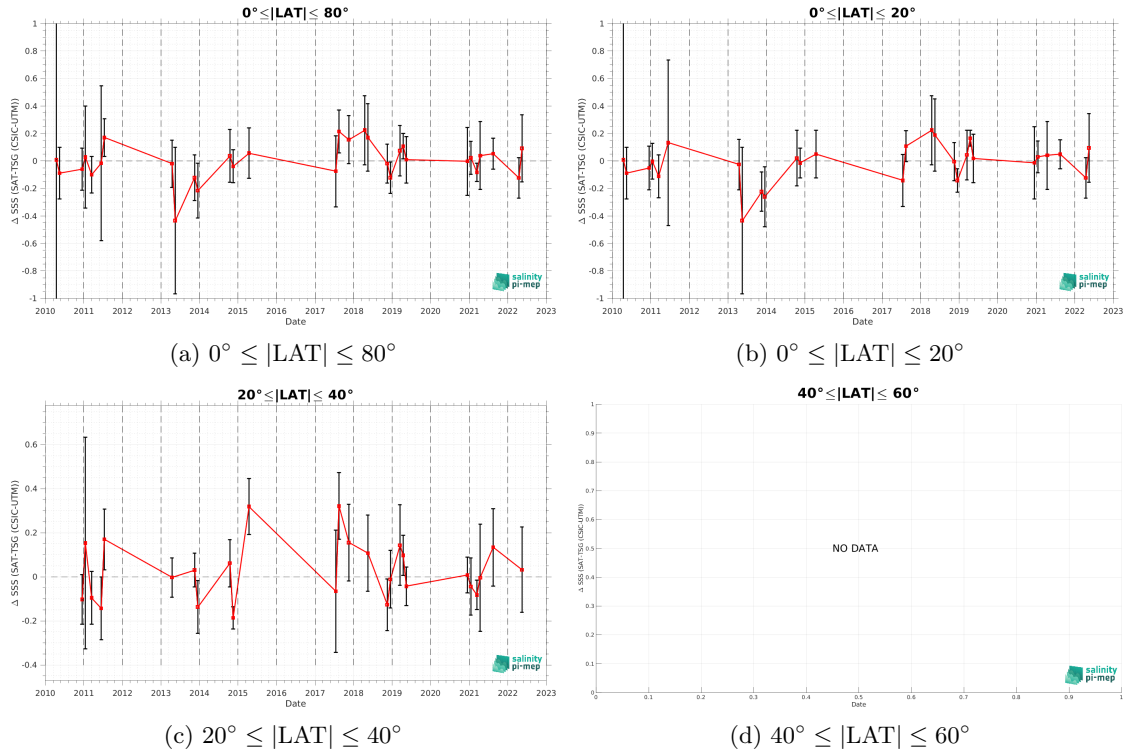 0°≤|LAT|≤ 80°
1
0.8
0.6
0.4
0.2
0
-0.2
-0.4
-0.6
-0.8
-1
Δ SSS (SAT-TSG (CSIC-UTM))
2010 2011 2012 2013 2014 2015 2016 2017 2018 2019 2020 2021 2022 2023
Date
salinity
pi-mep
(a) 0° ≤ |LAT| ≤ 80°
0°≤|LAT|≤ 20°
1
0.8
0.6
0.4
0.2
0
-0.2
-0.4
-0.6
-0.8
-1
Δ SSS (SAT-TSG (CSIC-UTM))
2010 2011 2012 2013 2014 2015 2016 2017 2018 2019 2020 2021 2022 2023
Date
salinity
pi-mep
(b) 0° ≤ |LAT| ≤ 20°
20°≤|LAT|≤ 40°
0.6
0.4
0.2
0
-0.2
-0.4
Δ SSS (SAT-TSG (CSIC-UTM))
2010 2011 2012 2013 2014 2015 2016 2017 2018 2019 2020 2021 2022 2023
Date
salinity
pi-mep
(c) 20° ≤ |LAT| ≤ 40°
40°≤|LAT|≤ 60°
1
0.9
0.8
0.7
0.6
0.5
0.4
0.3
0.2
0.1
0
Δ SSS (SAT-TSG (CSIC-UTM))
NO DATA
0 0.1 0.2 0.3 0.4 0.5 0.6 0.7 0.8 0.9 1
Date
salinity
pi-mep
(d) 40° ≤ |LAT| ≤ 60°